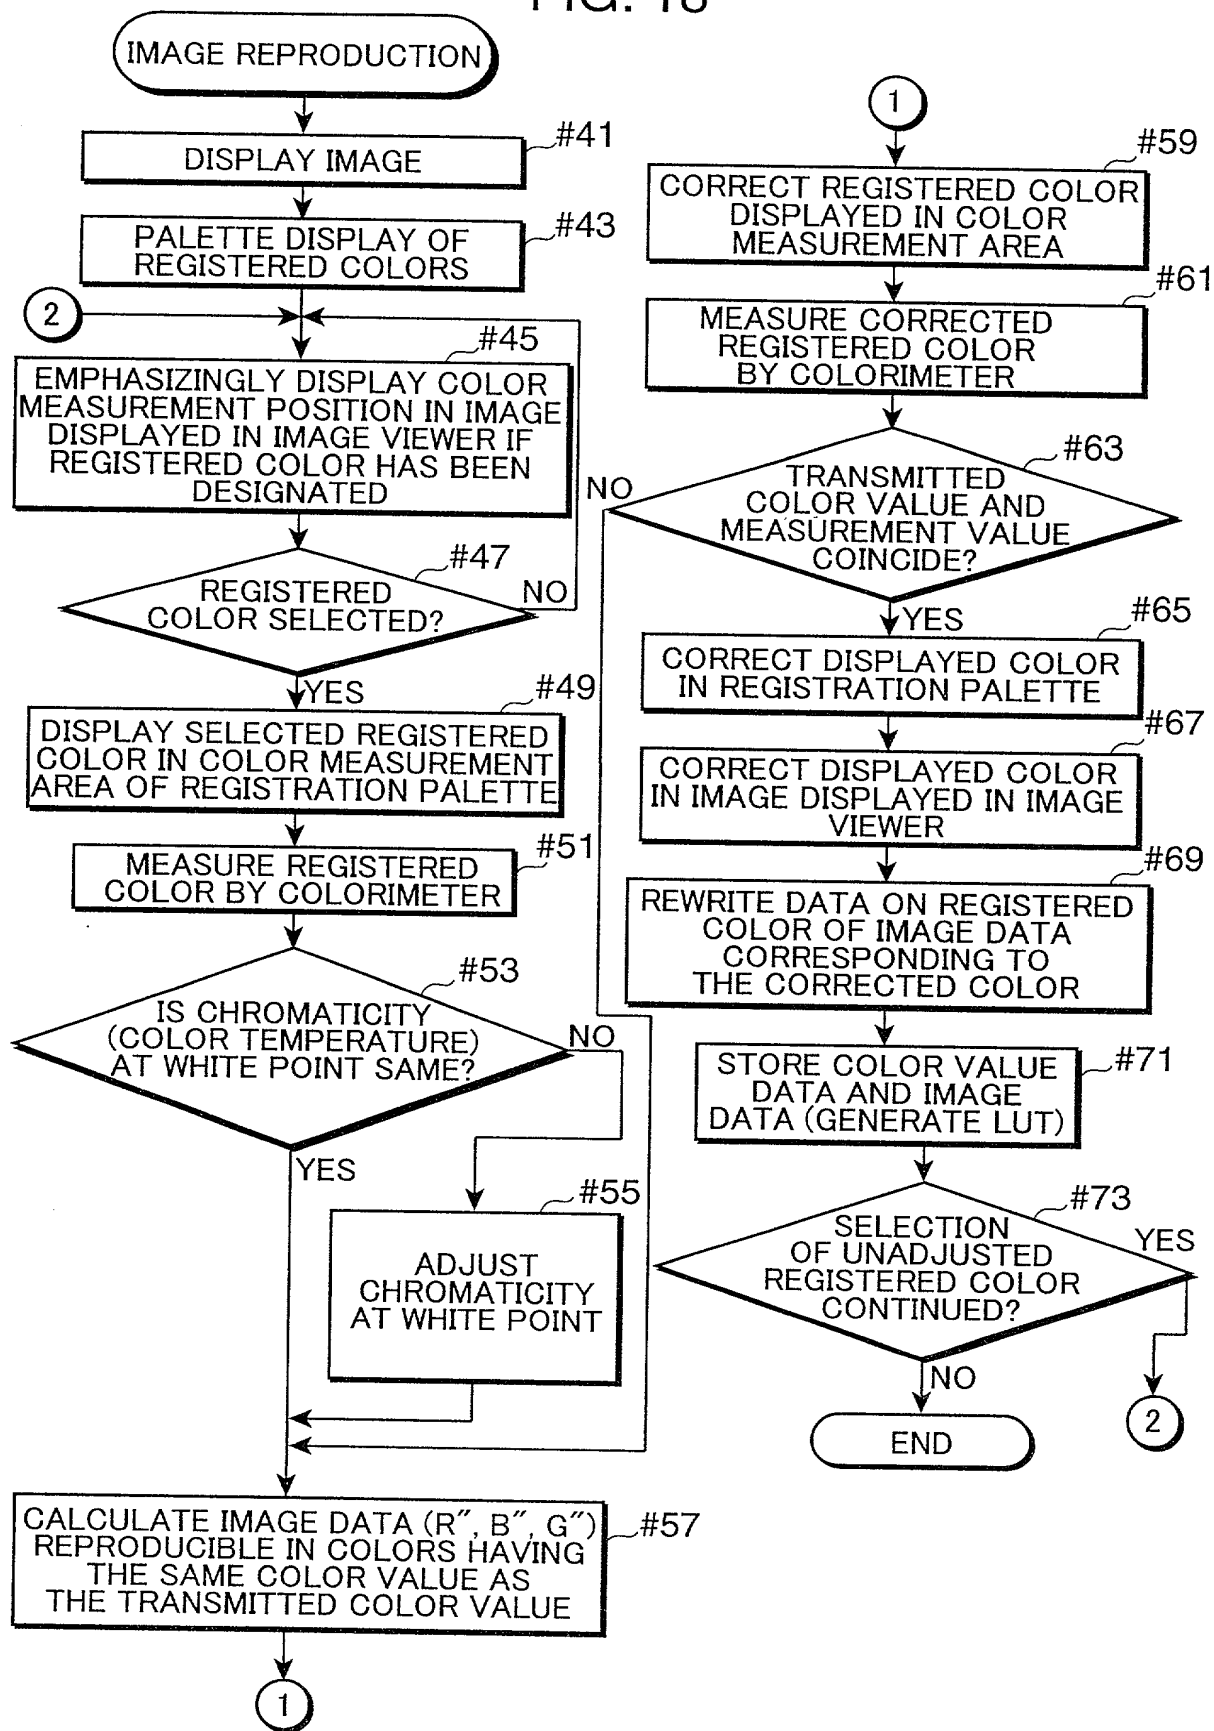 FIG. 18
IMAGE REPRODUCTION
#41
DISPLAY IMAGE
#43
PALETTE DISPLAY OF
REGISTERED COLORS
2
#45
EMPHASIZINGLY DISPLAY COLOR
MEASUREMENT POSITION IN IMAGE
DISPLAYED IN IMAGE VIEWER IF
REGISTERED COLOR HAS BEEN
DESIGNATED
#47
REGISTERED
COLOR SELECTED?
NO
YES
#49
DISPLAY SELECTED REGISTERED
COLOR IN COLOR MEASUREMENT
AREA OF REGISTRATION PALETTE
#51
MEASURE REGISTERED
COLOR BY COLORIMETER
#53
IS CHROMATICITY
(COLOR TEMPERATURE)
AT WHITE POINT SAME?
NO
YES
#55
ADJUST
CHROMATICITY
AT WHITE POINT
CALCULATE IMAGE DATA (R″, B″, G″)
REPRODUCIBLE IN COLORS HAVING
THE SAME COLOR VALUE AS
THE TRANSMITTED COLOR VALUE
#57
1
1
#59
CORRECT REGISTERED COLOR
DISPLAYED IN COLOR
MEASUREMENT AREA
#61
MEASURE CORRECTED
REGISTERED COLOR
BY COLORIMETER
#63
TRANSMITTED
COLOR VALUE AND
MEASUREMENT VALUE
COINCIDE?
NO
YES
#65
CORRECT DISPLAYED COLOR
IN REGISTRATION PALETTE
#67
CORRECT DISPLAYED COLOR
IN IMAGE DISPLAYED IN IMAGE
VIEWER
#69
REWRITE DATA ON REGISTERED
COLOR OF IMAGE DATA
CORRESPONDING TO
THE CORRECTED COLOR
#71
STORE COLOR VALUE
DATA AND IMAGE
DATA (GENERATE LUT)
#73
SELECTION
OF UNADJUSTED
REGISTERED COLOR
CONTINUED?
YES
NO
END
2